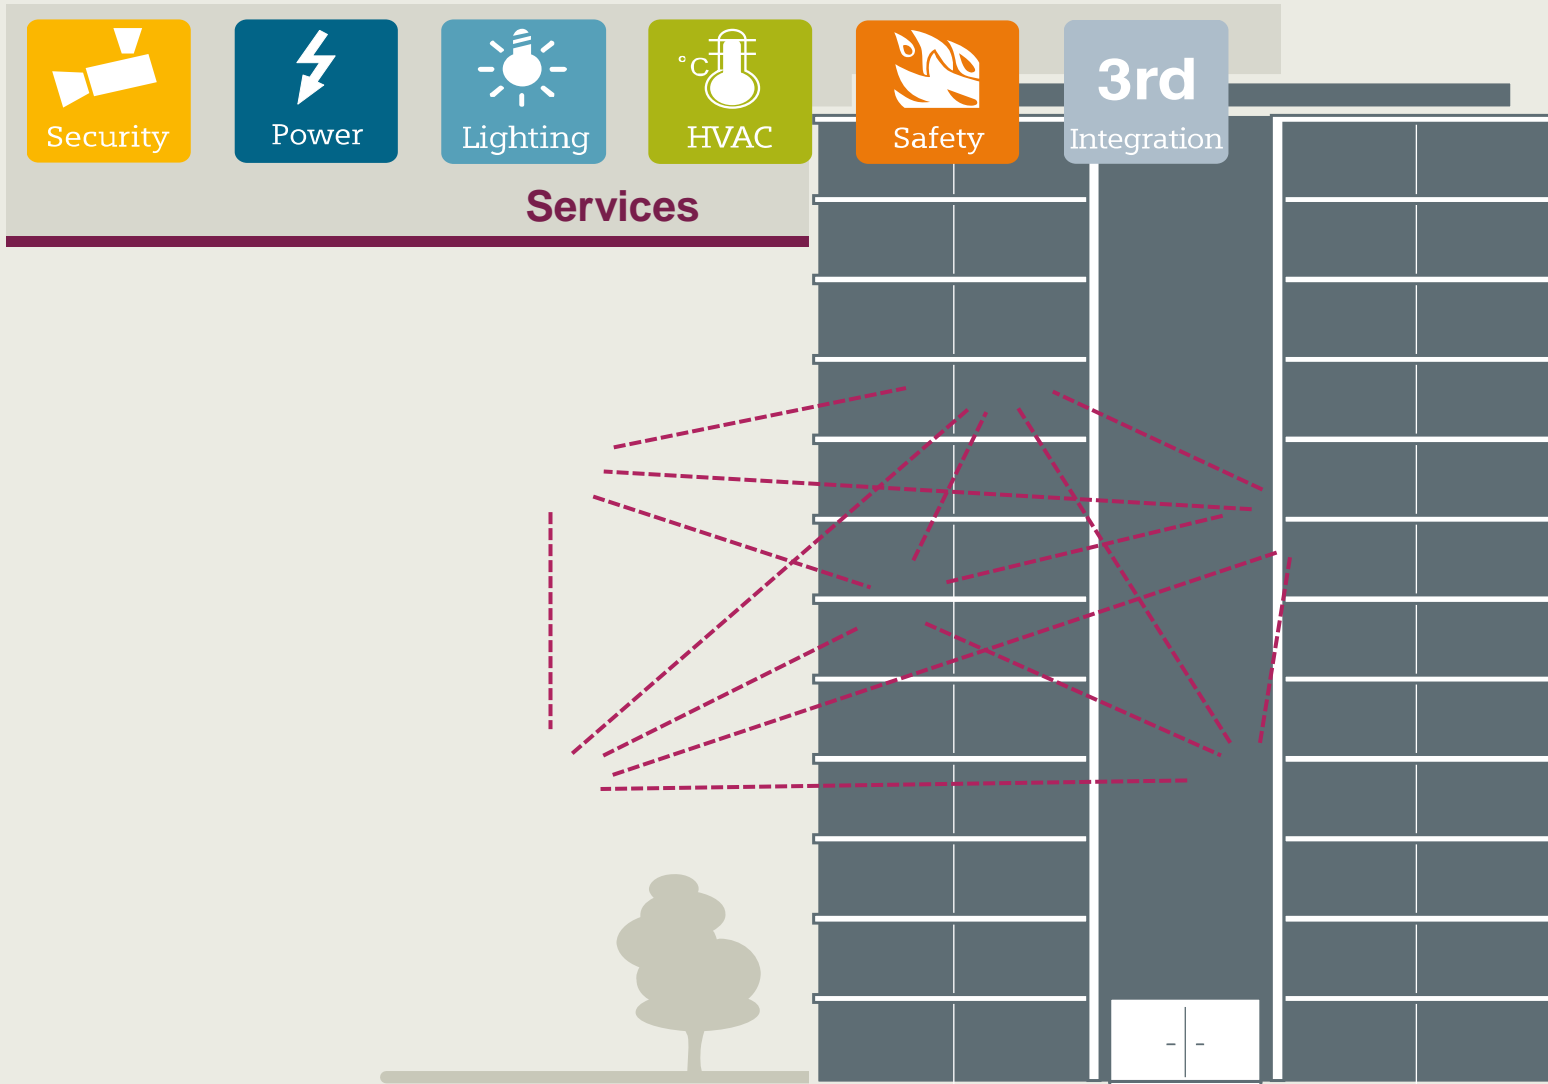 Security
Power
Lighting
°C
HVAC
Safety
3rd
Integration
Services